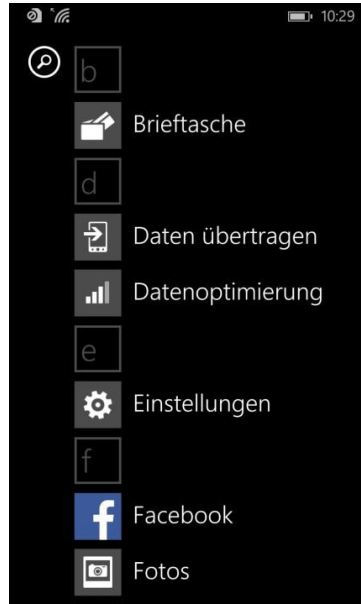 10:29
b
Brieftasche
d
Daten übertragen
Datenoptimierung
e
Einstellungen
f
Facebook
Fotos